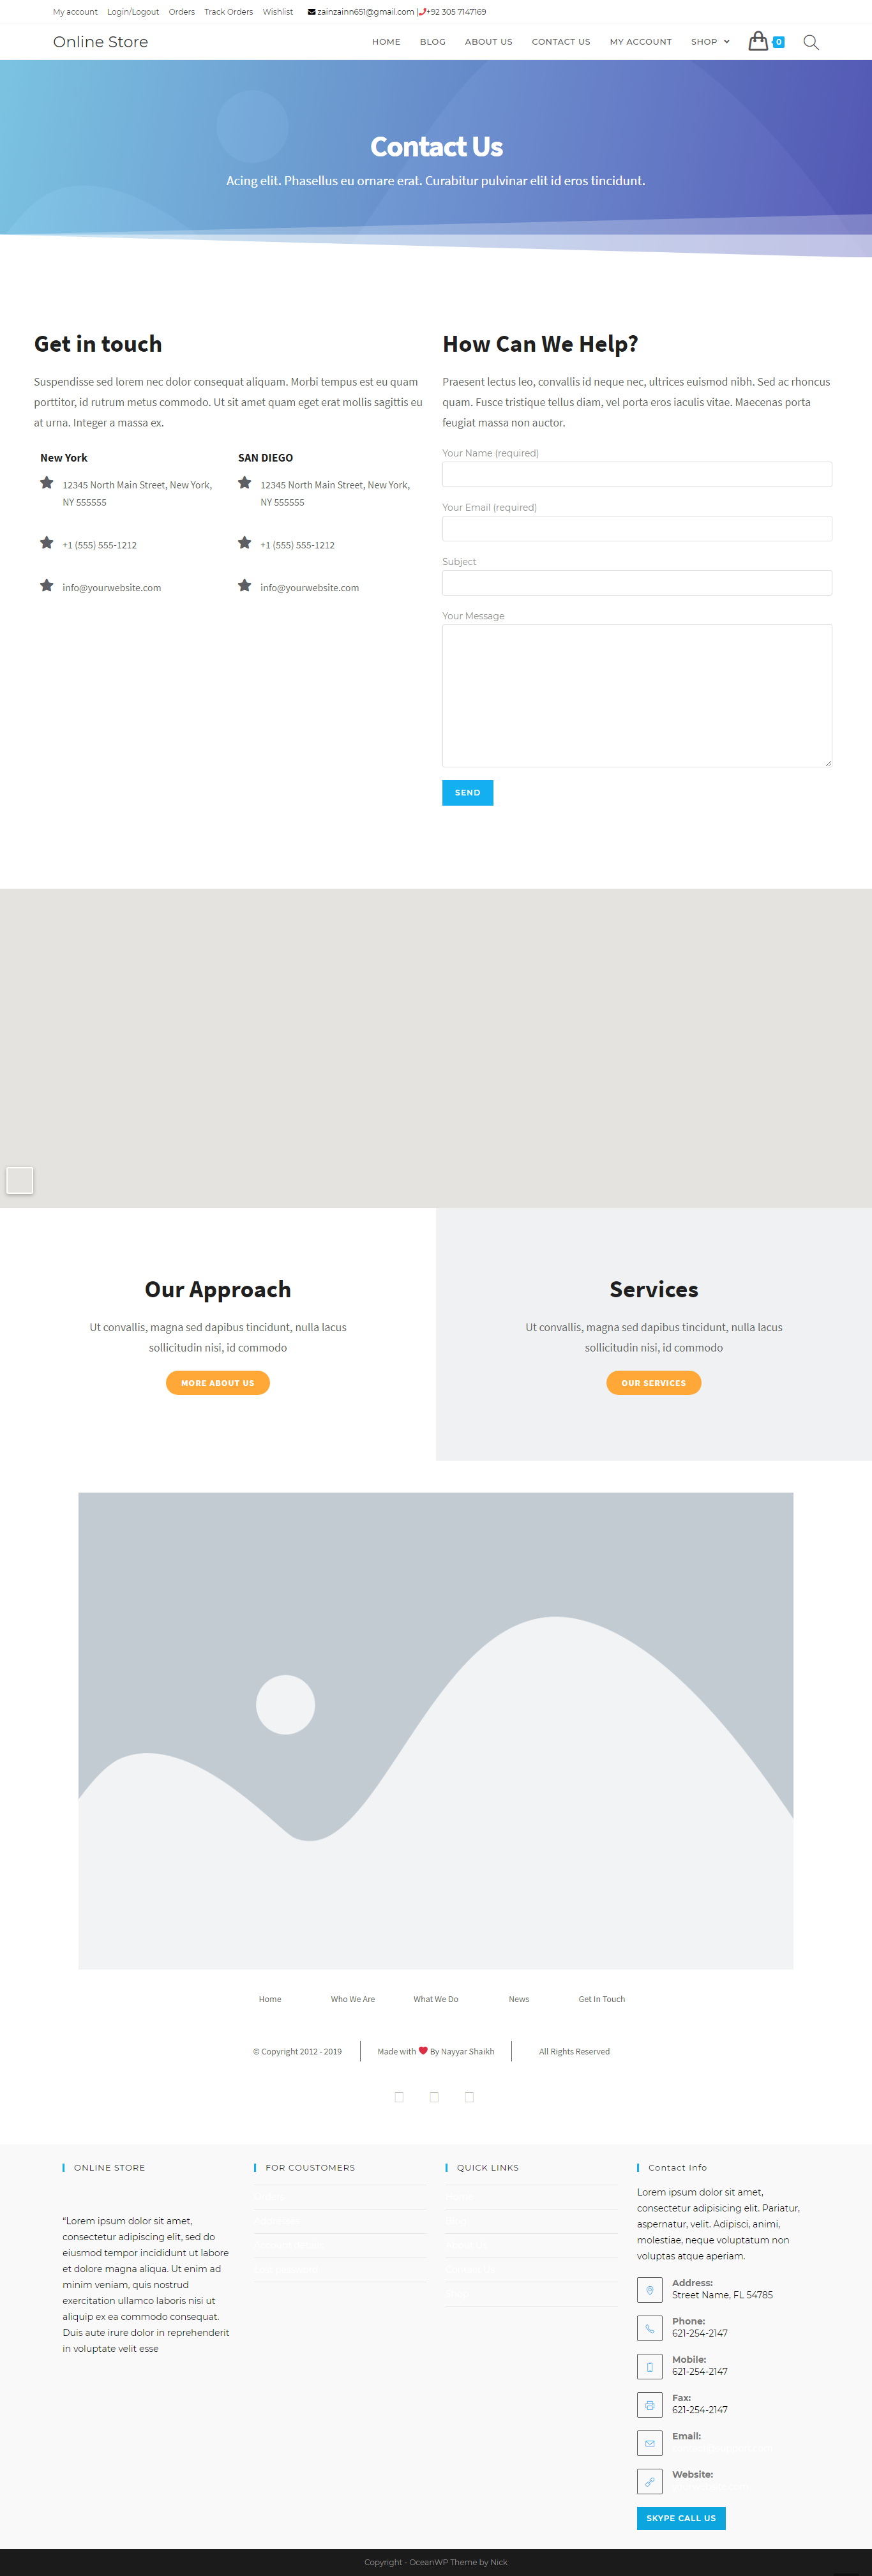 My account Login/Logout Orders Track Orders Wishlist zainzainn651@gmail.com | +92 305 7147169
Online Store
HOME BLOG ABOUT US CONTACT US MY ACCOUNT SHOP 0
Contact Us
Acing elit. Phasellus eu ornare erat. Curabitur pulvinar elit id eros tincidunt.
Get in touch
Suspendisse sed lorem nec dolor consequat aliquam. Morbi tempus est eu quam
porttitor, id rutrum metus commodo. Ut sit amet quam eget erat mollis sagittis eu
at urna. Integer a massa ex.
New York
12345 North Main Street, New York,
NY 555555
+1 (555) 555-1212
info@yourwebsite.com
SAN DIEGO
12345 North Main Street, New York,
NY 555555
+1 (555) 555-1212
info@yourwebsite.com
How Can We Help?
Praesent lectus leo, convallis id neque nec, ultrices euismod nibh. Sed ac rhoncus
quam. Fusce tristique tellus diam, vel porta eros iaculis vitae. Maecenas porta
feugiat massa non auctor.
Your Name (required)
Your Email (required)
Subject
Your Message
SEND
Our Approach
Ut convallis, magna sed dapibus tincidunt, nulla lacus
sollicitudin nisi, id commodo
MORE ABOUT US
Services
Ut convallis, magna sed dapibus tincidunt, nulla lacus
sollicitudin nisi, id commodo
OUR SERVICES
Home Who We Are What We Do News Get In Touch
© Copyright 2012 - 2019 Made with ❤ By Nayyar Shaikh All Rights Reserved
ONLINE STORE
“Lorem ipsum dolor sit amet,
consectetur adipiscing elit, sed do
eiusmod tempor incididunt ut labore
et dolore magna aliqua. Ut enim ad
minim veniam, quis nostrud
exercitation ullamco laboris nisi ut
aliquip ex ea commodo consequat.
Duis aute irure dolor in reprehenderit
in voluptate velit esse
FOR COUSTOMERS
QUICK LINKS
Contact Info
Lorem ipsum dolor sit amet,
consectetur adipisicing elit. Pariatur,
aspernatur, velit. Adipisci, animi,
molestiae, neque voluptatum non
voluptas atque aperiam.
Address:
Street Name, FL 54785
Phone:
621-254-2147
Mobile:
621-254-2147
Fax:
621-254-2147
Email:
Website:
SKYPE CALL US
Copyright - OceanWP Theme by Nick